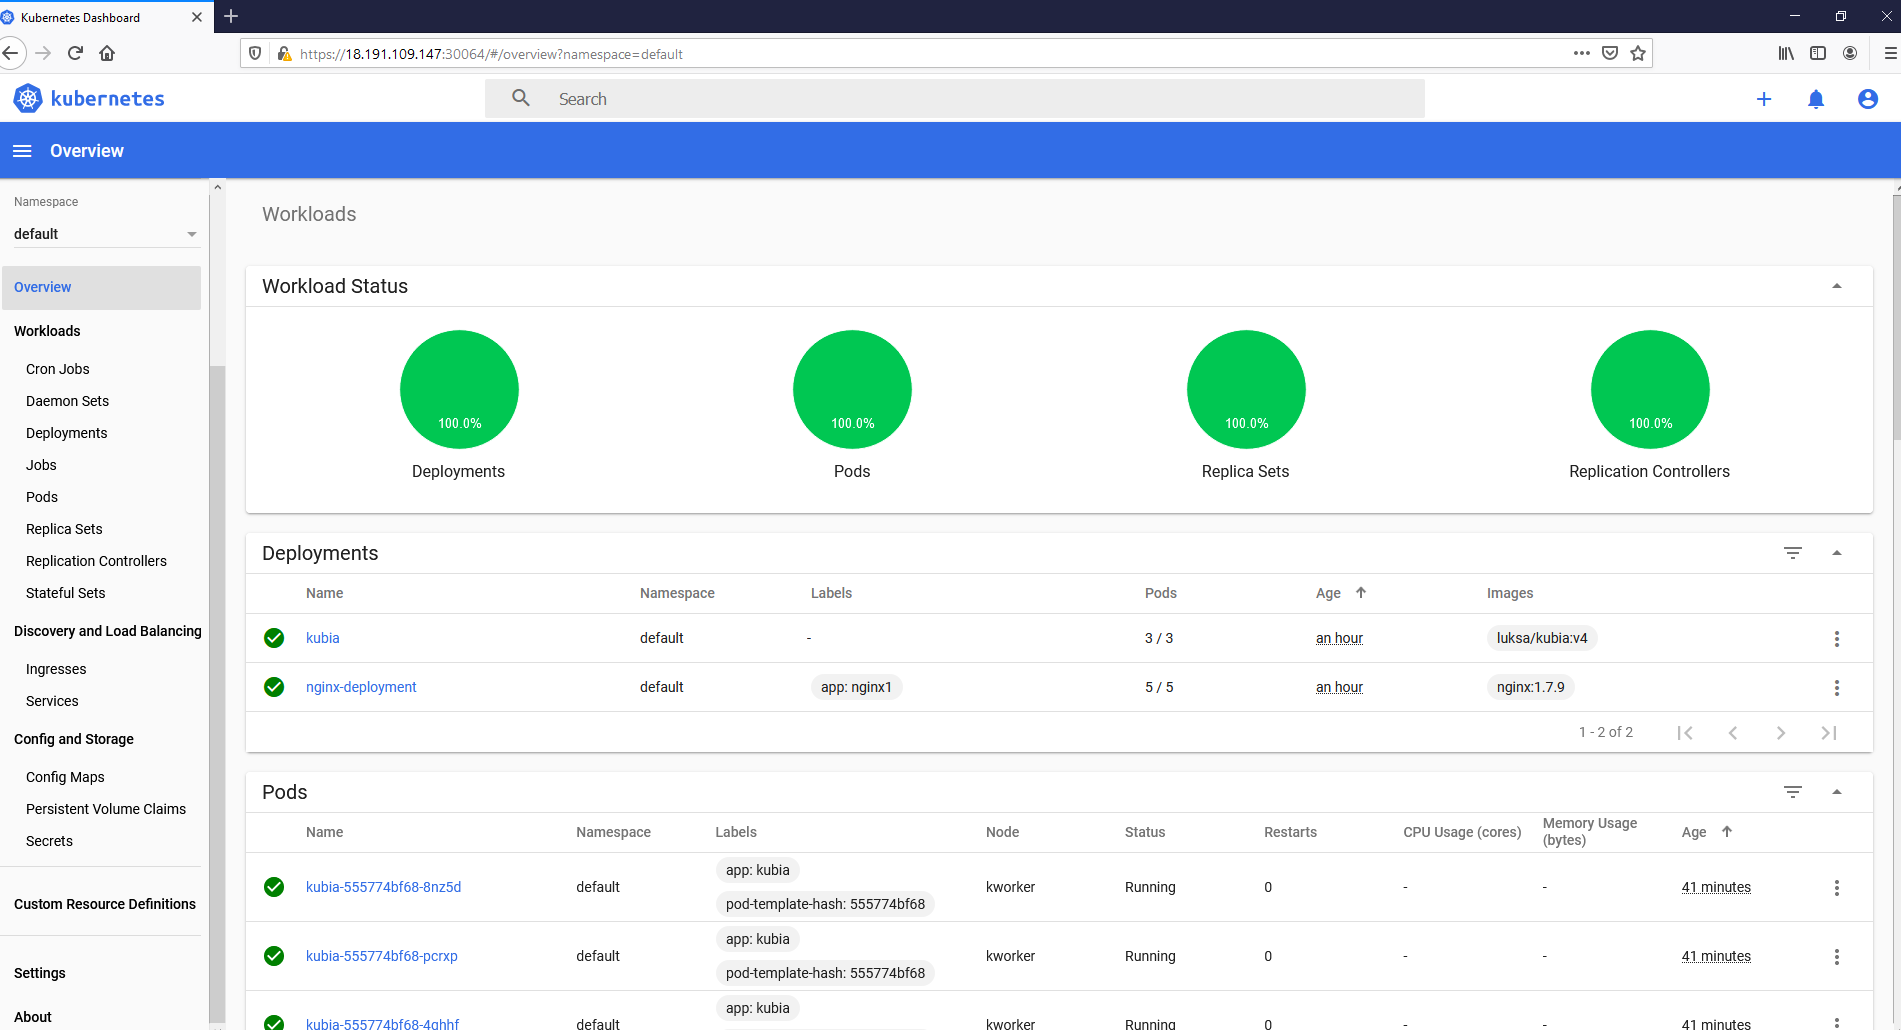 Kubernetes Dashboard
https://18.191.109.147:30064/#/overview?namespace=default
kubernetes
Search
Overview
Namespace
default
Overview
Workloads
Cron Jobs
Daemon Sets
Deployments
Jobs
Pods
Replica Sets
Replication Controllers
Stateful Sets
Discovery and Load Balancing
Ingresses
Services
Config and Storage
Config Maps
Persistent Volume Claims
Secrets
Custom Resource Definitions
Settings
About
Workloads
Workload Status
100.0% 100.0% 100.0% 100.0%
Deployments Pods Replica Sets Replication Controllers
Deployments
Name Namespace Labels Pods Age Images
kubia default - 3 / 3 an hour luksa/kubia:v4
nginx-deployment default app: nginx1 5 / 5 an hour nginx:1.7.9
1 - 2 of 2
Pods
Name Namespace Labels Node Status Restarts CPU Usage (cores) Memory Usage (bytes) Age
kubia-555774bf68-8nz5d default app: kubia kworker Running 0 - - 41 minutes
pod-template-hash: 555774bf68
kubia-555774bf68-pcrxp default app: kubia kworker Running 0 - - 41 minutes
pod-template-hash: 555774bf68
app: kubia
default kworker Running 0 - - 41 minutes